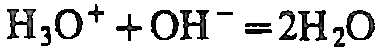 H₃O⁺ + OH⁻ = 2H₂O